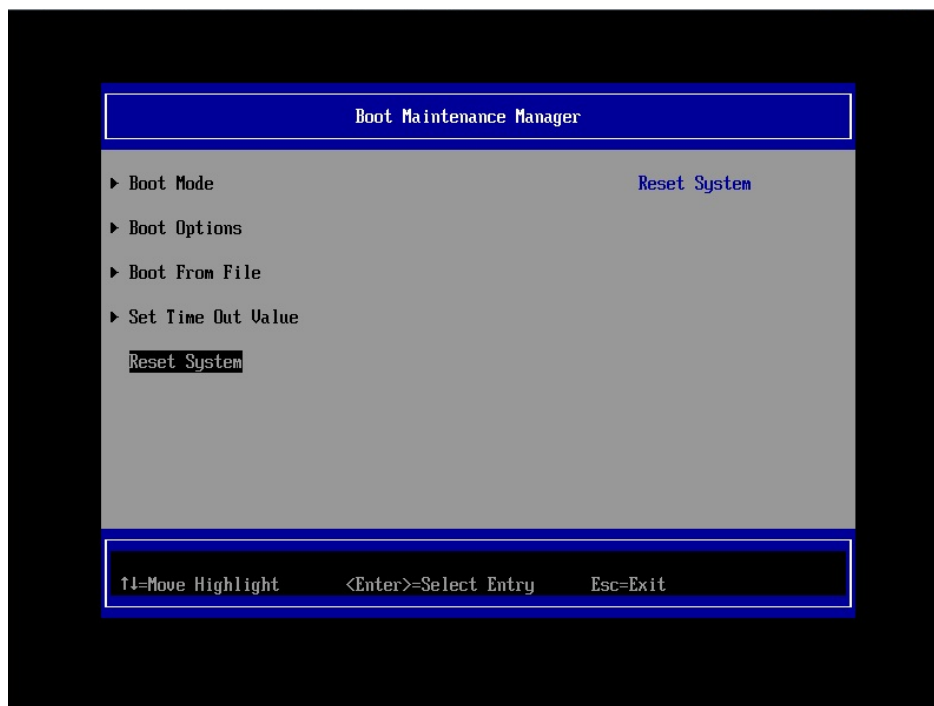 Boot Maintenance Manager
▶ Boot Mode
Reset System
▶ Boot Options
▶ Boot From File
▶ Set Time Out Value
Reset System
↑↓=Move Highlight <Enter>=Select Entry Esc=Exit